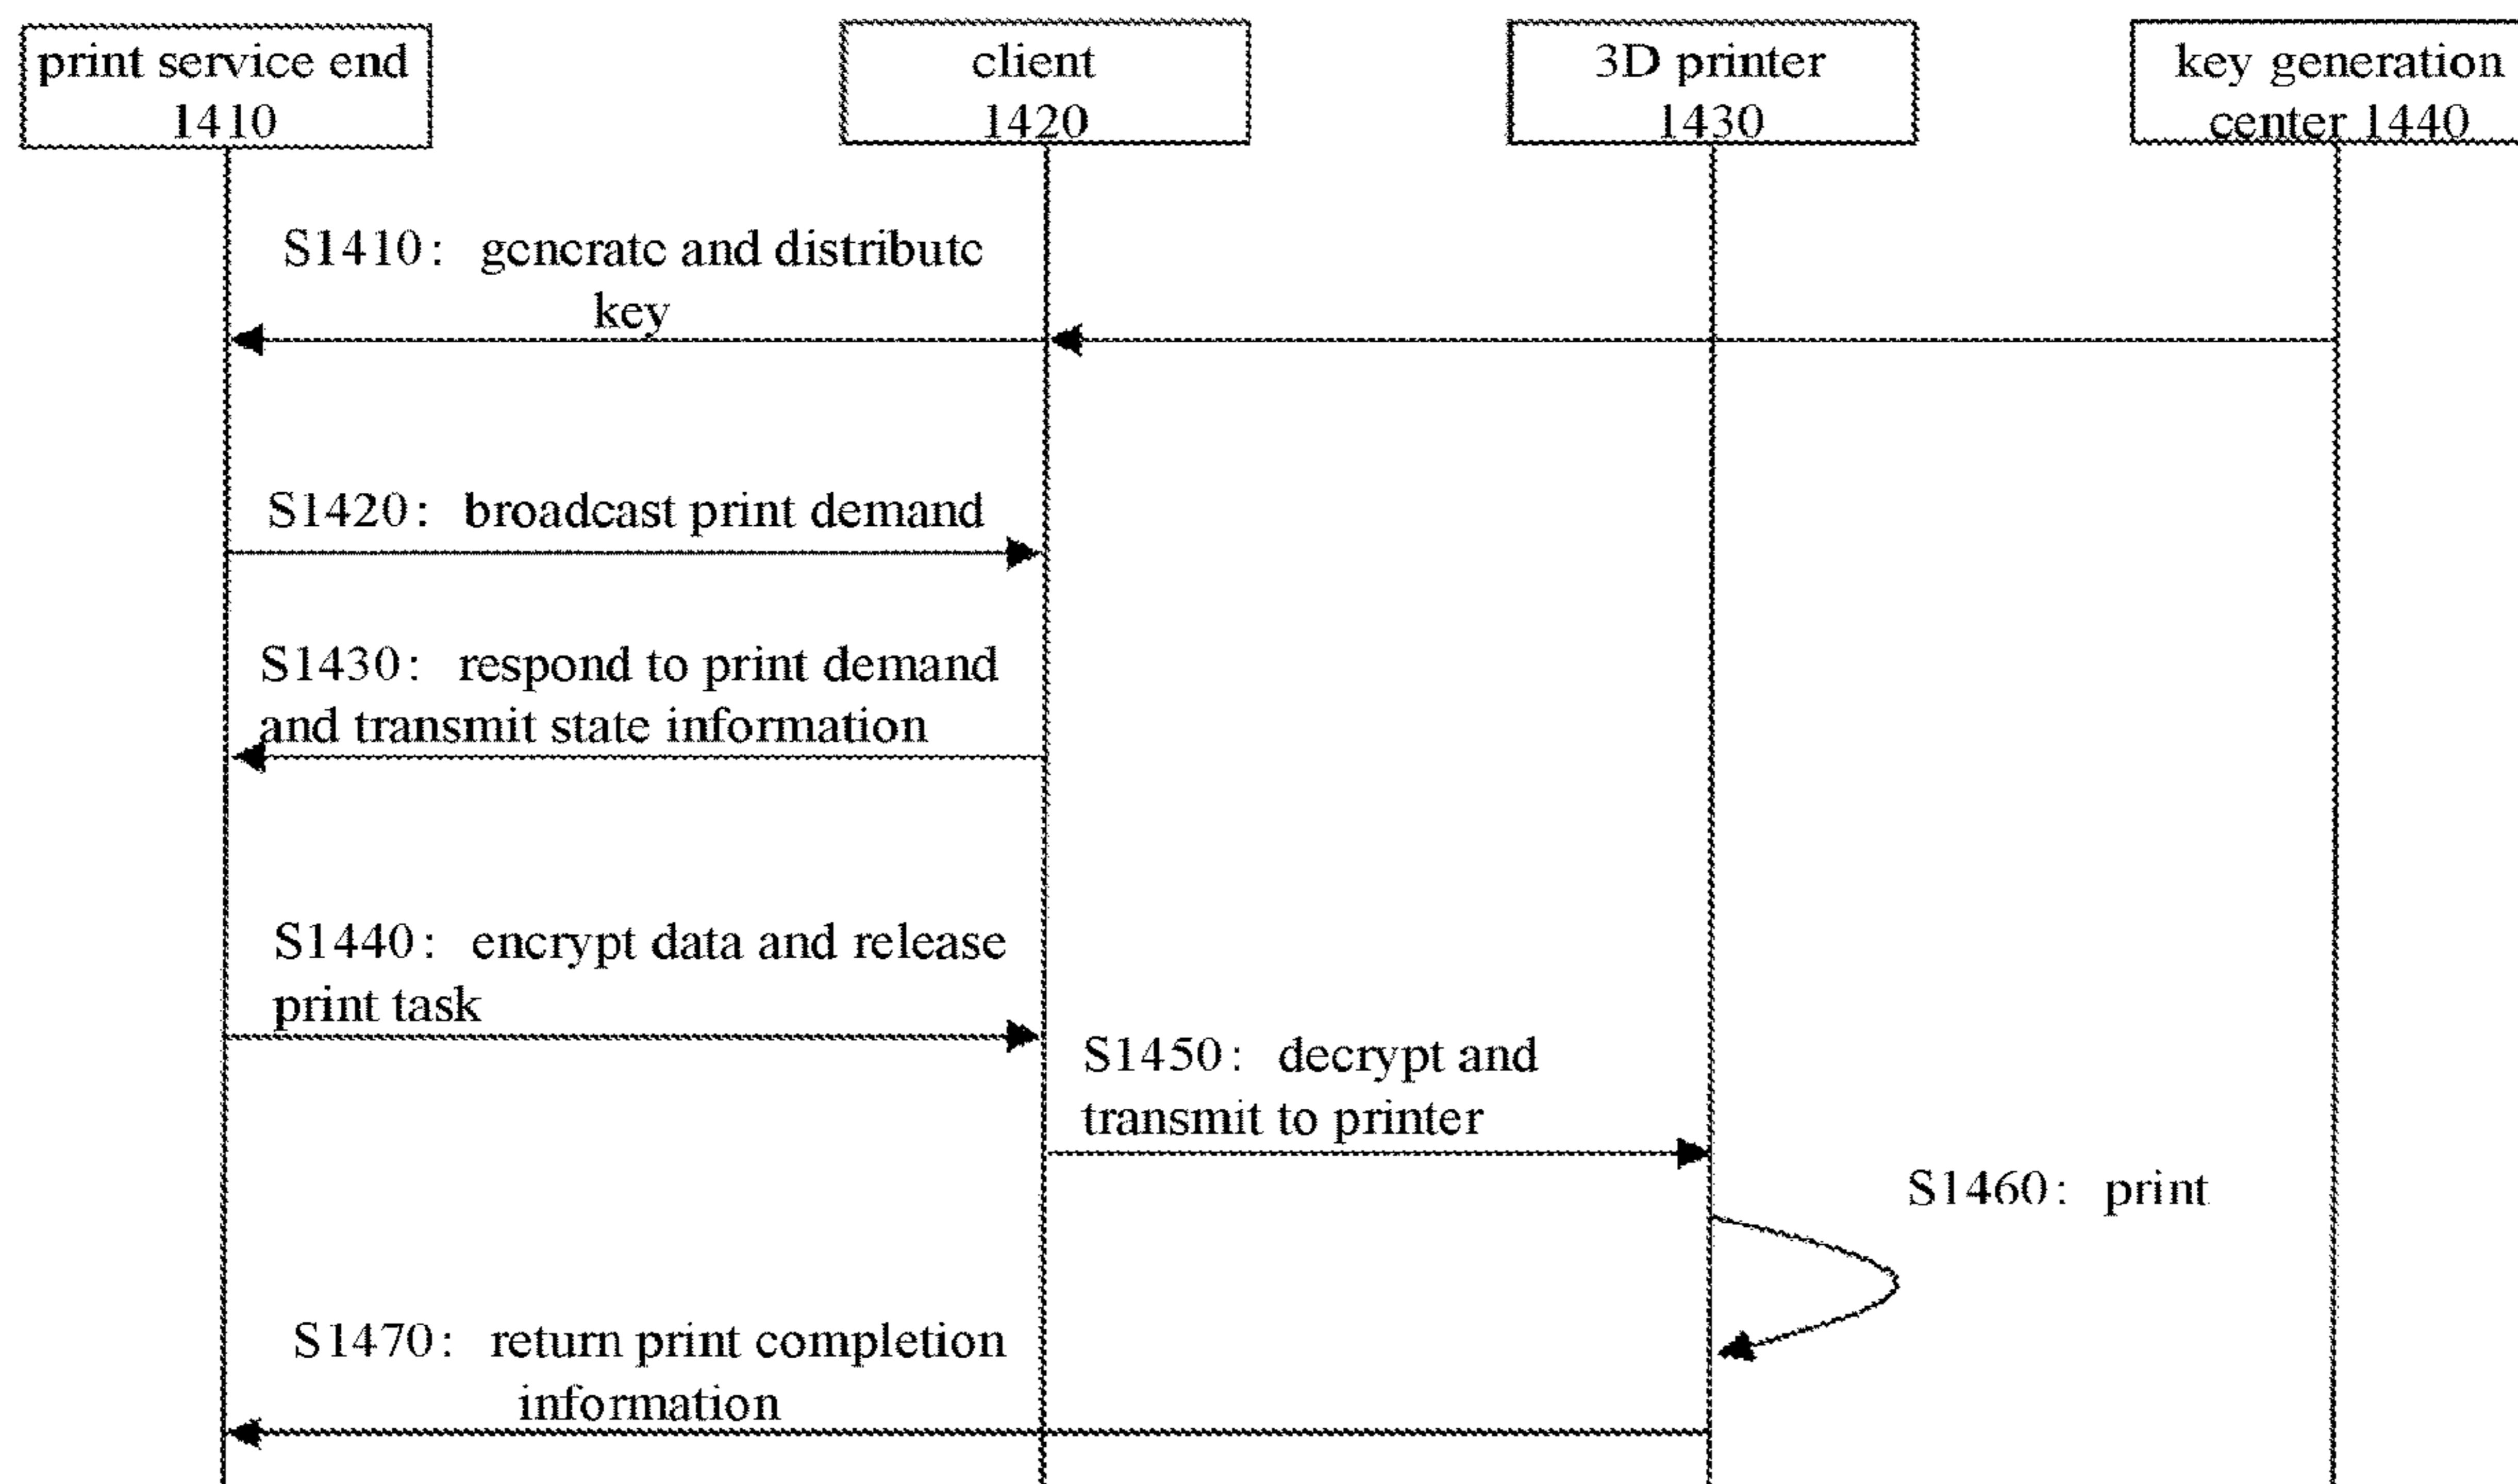 print service end
1410
client
1420
3D printer
1430
key generation
center 1440
S1410: generate and distribute
key
S1420: broadcast print demand
S1430: respond to print demand
and transmit state information
S1440: encrypt data and release
print task
S1450: decrypt and
transmit to printer
S1460: print
S1470: return print completion
information